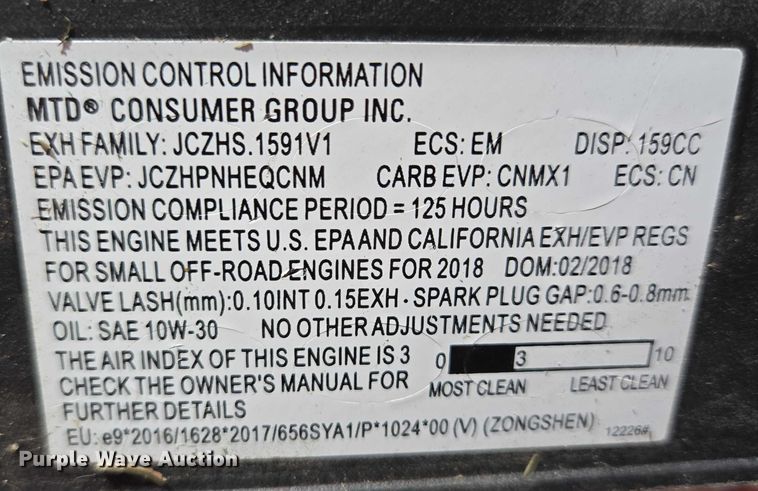 EMISSION CONTROL INFORMATION
MTD® CONSUMER GROUP INC.
EXH FAMILY: JCZHS.1591V1 ECS: EM DISP: 159CC
EPA EVP: JCZHPNHEQCNM CARB EVP: CNMX1 ECS: CN
EMISSION COMPLIANCE PERIOD = 125 HOURS
THIS ENGINE MEETS U.S. EPA AND CALIFORNIA EXH/EVP REGS
FOR SMALL OFF-ROAD ENGINES FOR 2018 DOM:02/2018
VALVE LASH(mm):0.10INT 0.15EXH · SPARK PLUG GAP:0.6-0.8mm
OIL: SAE 10W-30 NO OTHER ADJUSTMENTS NEEDED
THE AIR INDEX OF THIS ENGINE IS 3 0 3 10
CHECK THE OWNER'S MANUAL FOR MOST CLEAN LEAST CLEAN
FURTHER DETAILS
EU: e9*2016/1628*2017/656SYA1/P*1024*00 (V) (ZONGSHEN) 12226#
Purple Wave Auction